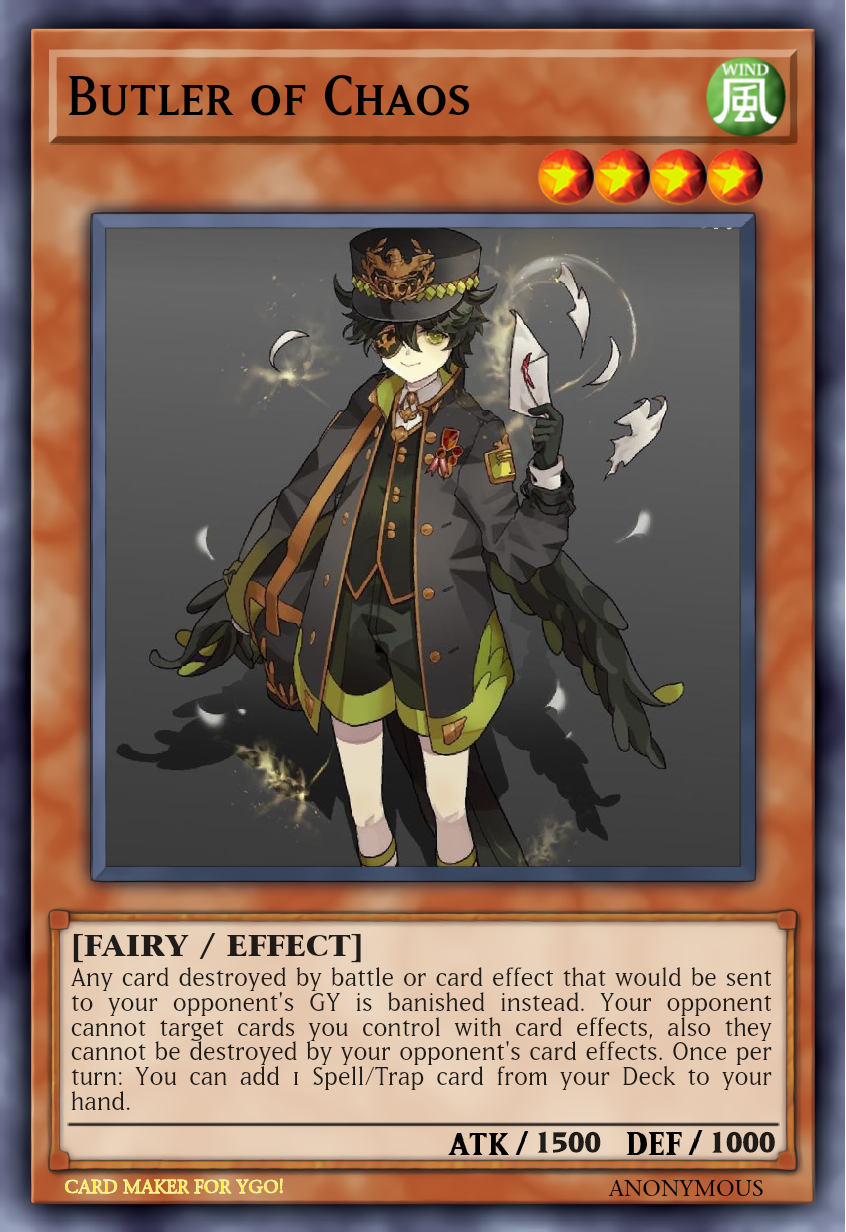 Butler of Chaos
WIND
風
[FAIRY / EFFECT]
Any card destroyed by battle or card effect that would be sent
to your opponent's GY is banished instead. Your opponent
cannot target cards you control with card effects, also they
cannot be destroyed by your opponent's card effects. Once per
turn: You can add 1 Spell/Trap card from your Deck to your
hand.
ATK / 1500 DEF / 1000
CARD MAKER FOR YGO! ANONYMOUS